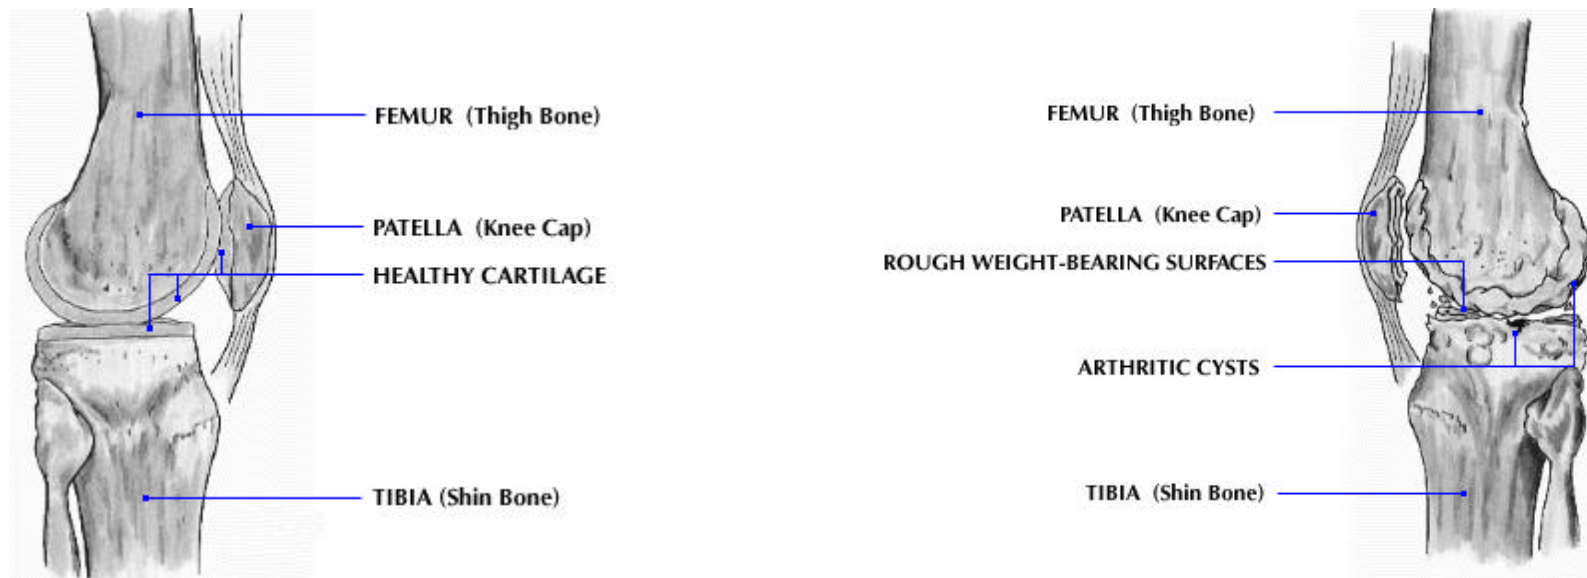 FEMUR (Thigh Bone)
PATELLA (Knee Cap)
HEALTHY CARTILAGE
TIBIA (Shin Bone)
FEMUR (Thigh Bone)
PATELLA (Knee Cap)
ROUGH WEIGHT-BEARING SURFACES
ARTHRITIC CYSTS
TIBIA (Shin Bone)